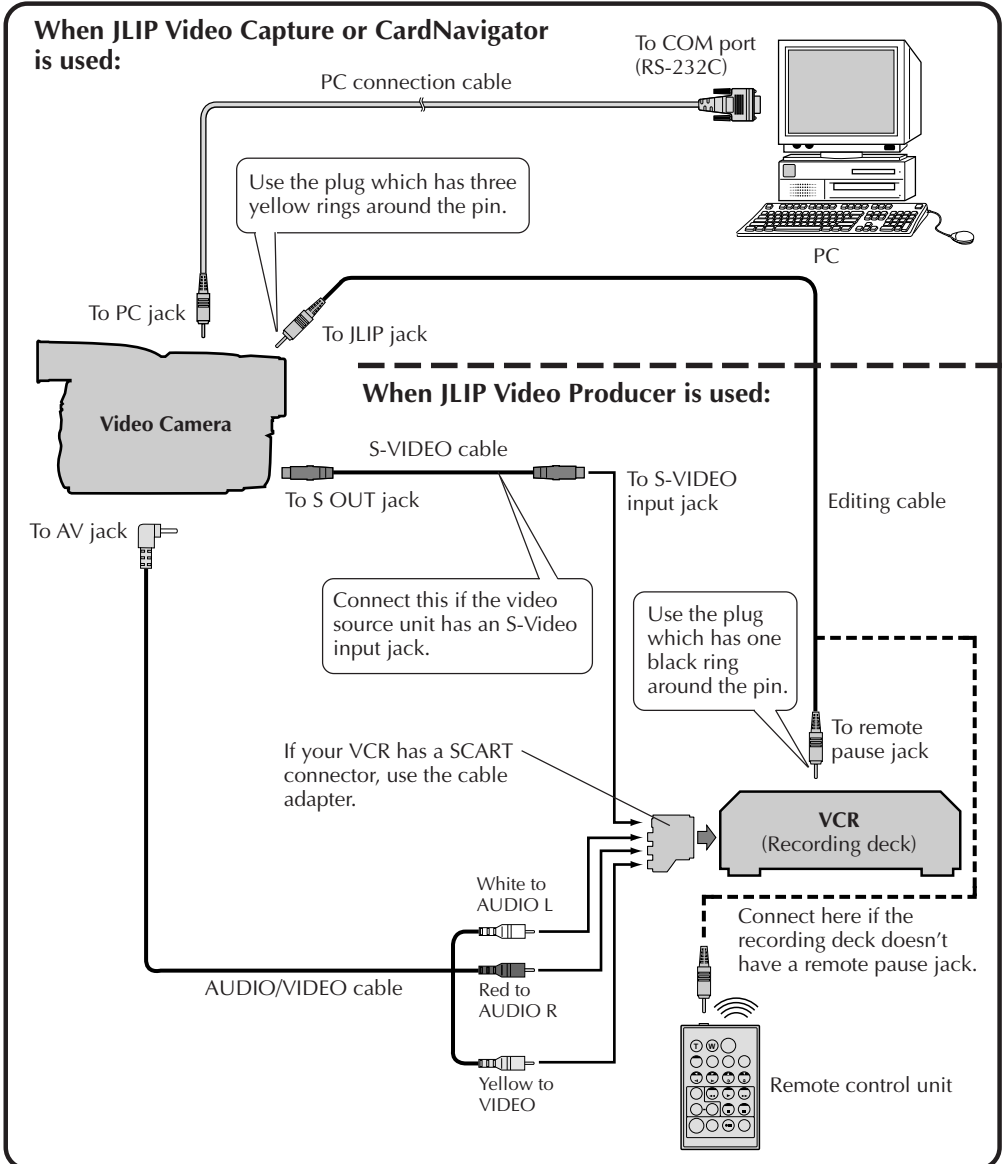 When JLIP Video Capture or CardNavigator
is used:
To COM port
(RS-232C)
PC connection cable
Use the plug which has three
yellow rings around the pin.
PC
To PC jack
To JLIP jack
When JLIP Video Producer is used:
Video Camera
S-VIDEO cable
To S OUT jack
To S-VIDEO
input jack
Editing cable
To AV jack
Connect this if the video
source unit has an S-Video
input jack.
Use the plug
which has one
black ring
around the pin.
To remote
pause jack
If your VCR has a SCART
connector, use the cable
adapter.
VCR
(Recording deck)
White to
AUDIO L
Connect here if the
recording deck doesn't
have a remote pause jack.
AUDIO/VIDEO cable
Red to
AUDIO R
T W
Yellow to
VIDEO
Remote control unit